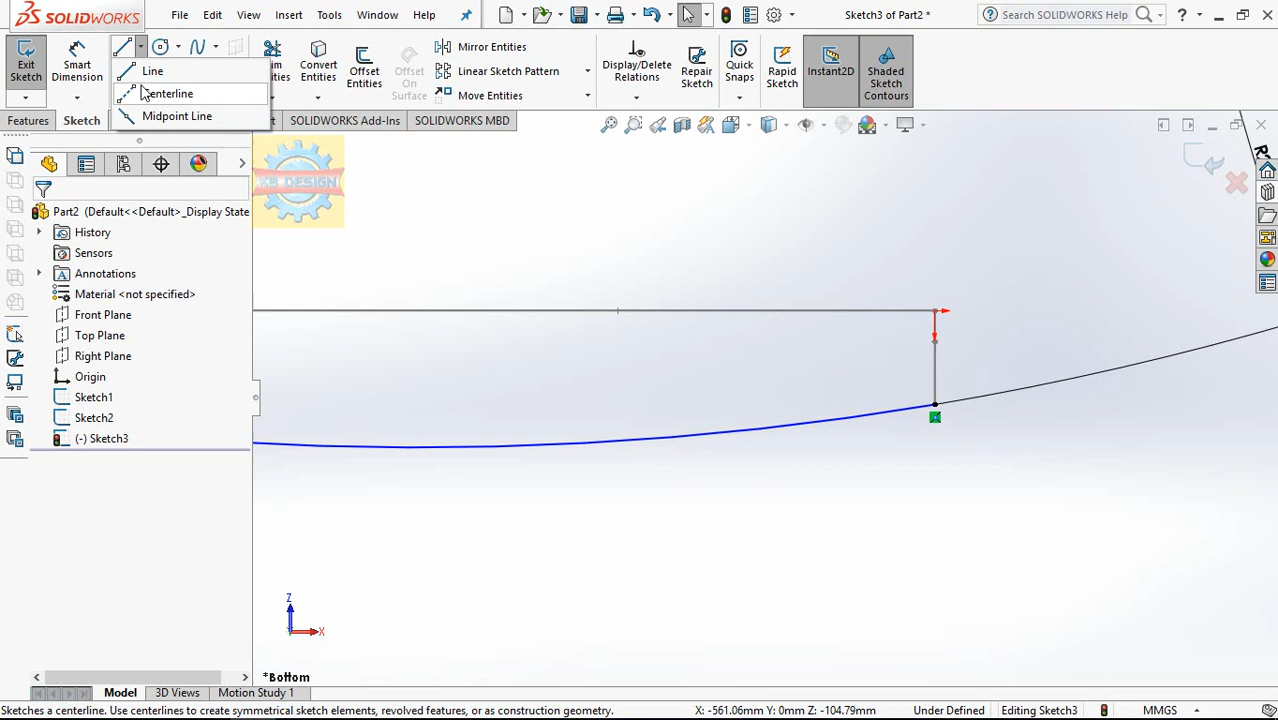 SOLIDWORKS File Edit View Insert Tools Window Help Sketch3 of Part2 * Search SOLIDWORKS Help
Exit Sketch Smart Dimension Convert Entities Offset Entities Offset On Surface Mirror Entities Linear Sketch Pattern Move Entities Display/Delete Relations Repair Sketch Quick Snaps Rapid Sketch Instant2D Shaded Sketch Contours
Line
Centerline
Midpoint Line
Features Sketch SOLIDWORKS Add-Ins SOLIDWORKS MBD
Part2 (Default<<Default>_Display State
History
Sensors
Annotations
Material <not specified>
Front Plane
Top Plane
Right Plane
Origin
Sketch1
Sketch2
(-) Sketch3
Z
X
*Bottom
Model 3D Views Motion Study 1
Sketches a centerline. Use centerlines to create symmetrical sketch elements, revolved features, or as construction geometry. X: -561.06mm Y: 0mm Z: -104.79mm Under Defined Editing Sketch3 MMGS